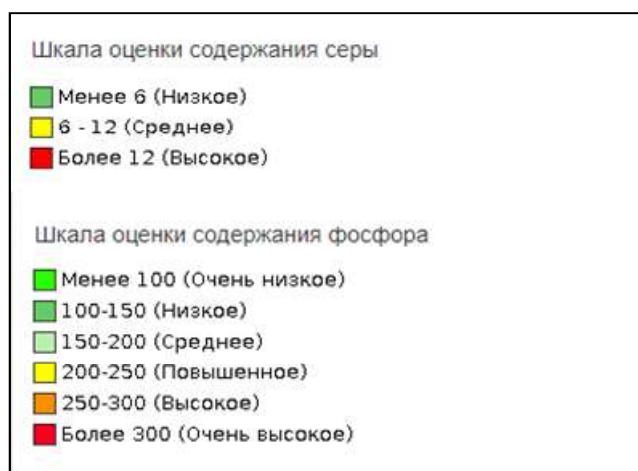 Шкала оценки содержания серы
Менее 6 (Низкое)
6 - 12 (Среднее)
Более 12 (Высокое)
Шкала оценки содержания фосфора
Менее 100 (Очень низкое)
100-150 (Низкое)
150-200 (Среднее)
200-250 (Повышенное)
250-300 (Высокое)
Более 300 (Очень высокое)